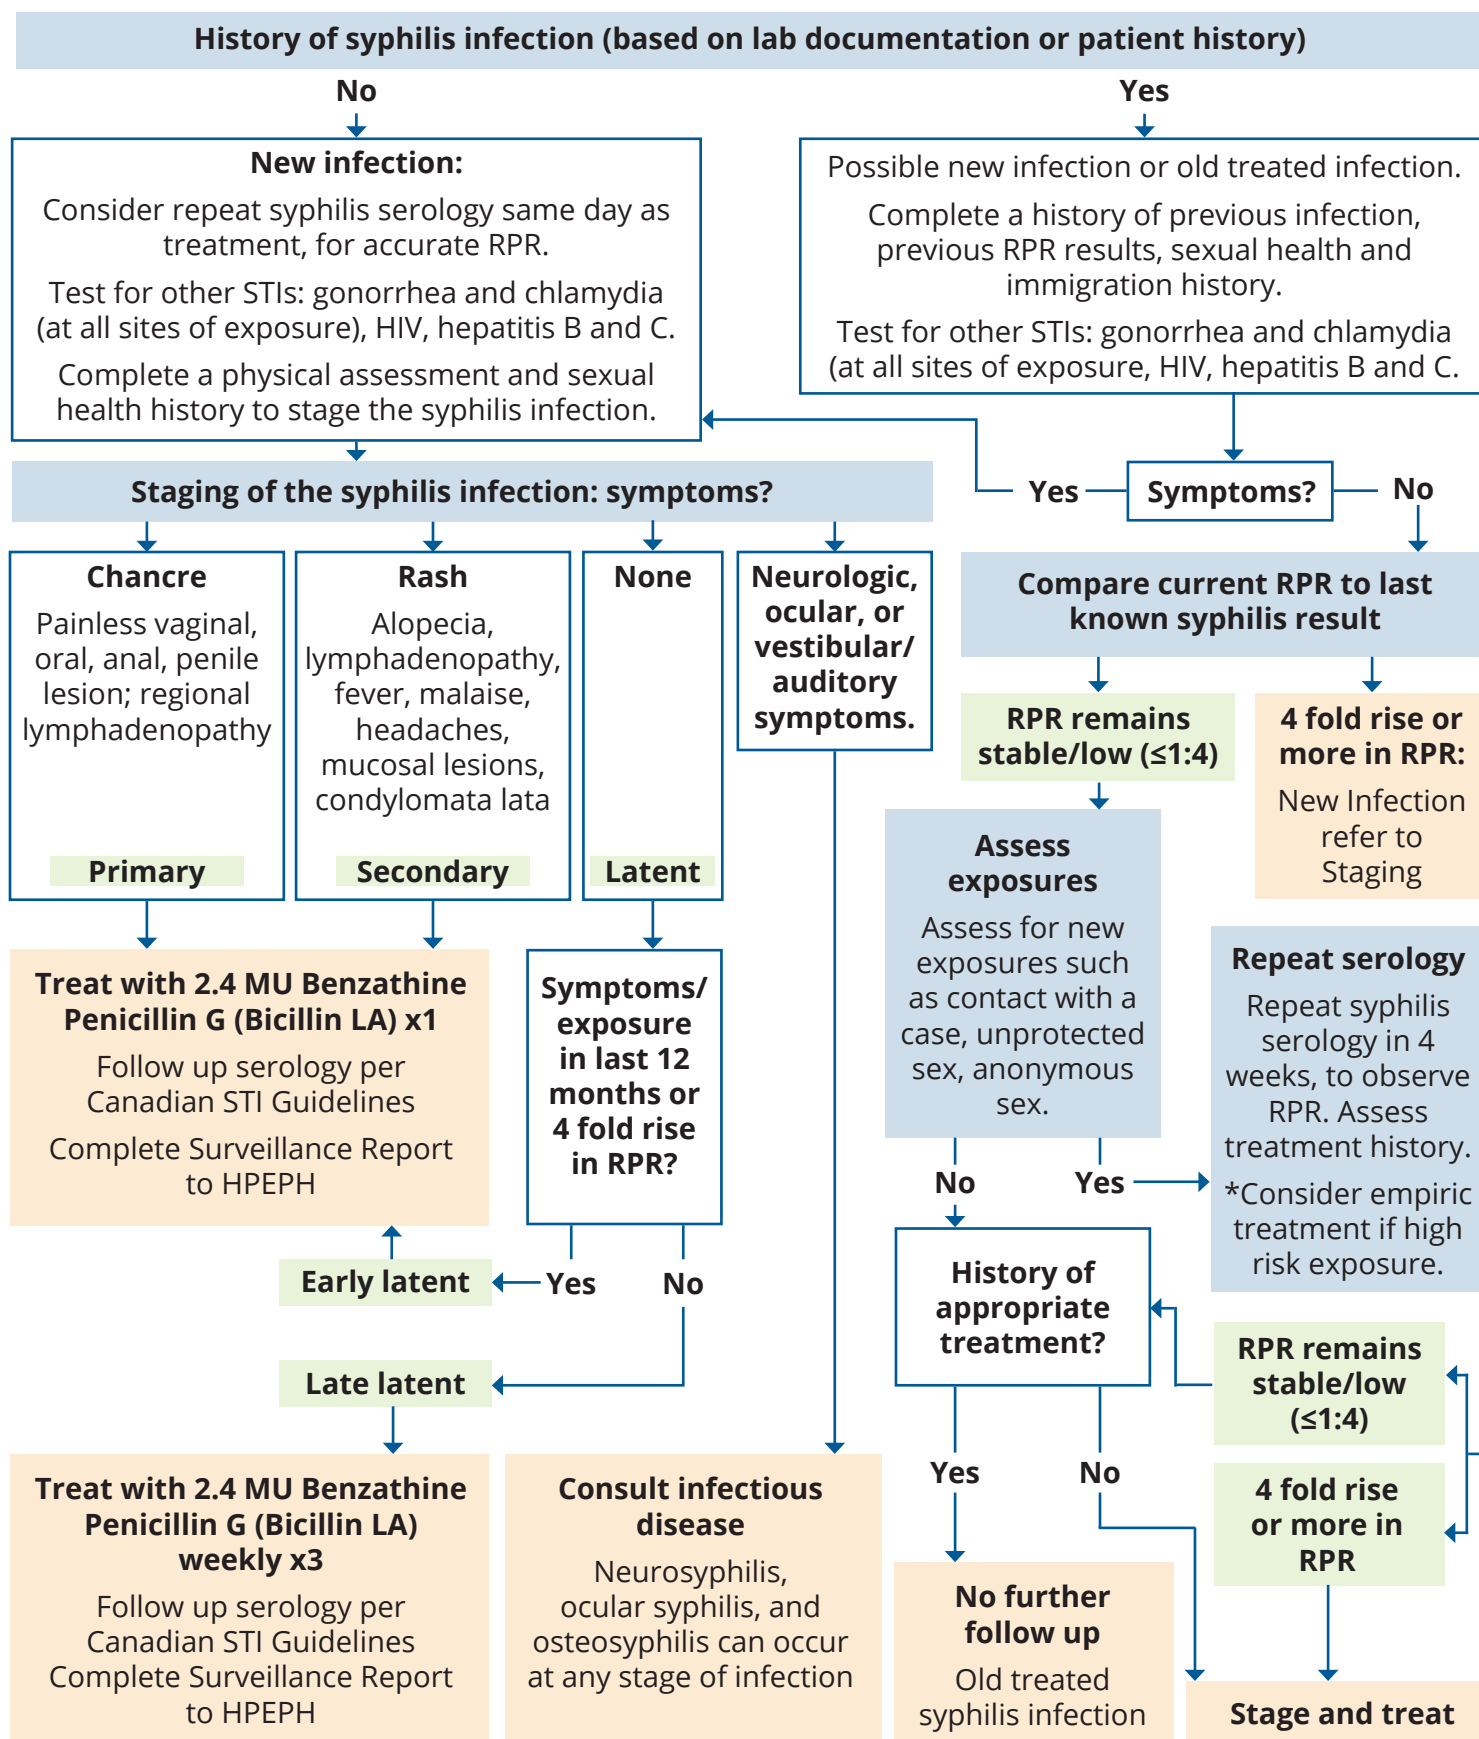 History of syphilis infection (based on lab documentation or patient history)
No
Yes
New infection:
Consider repeat syphilis serology same day as
treatment, for accurate RPR.
Test for other STIs: gonorrhea and chlamydia
(at all sites of exposure), HIV, hepatitis B and C.
Complete a physical assessment and sexual
health history to stage the syphilis infection.
Possible new infection or old treated infection.
Complete a history of previous infection,
previous RPR results, sexual health and
immigration history.
Test for other STIs: gonorrhea and chlamydia
(at all sites of exposure, HIV, hepatitis B and C.
Yes
Symptoms?
No
Staging of the syphilis infection: symptoms?
Chancre
Painless vaginal,
oral, anal, penile
lesion; regional
lymphadenopathy
Primary
Rash
Alopecia,
lymphadenopathy,
fever, malaise,
headaches,
mucosal lesions,
condylomata lata
Secondary
None
Latent
Neurologic,
ocular, or
vestibular/
auditory
symptoms.
Compare current RPR to last
known syphilis result
RPR remains
stable/low (≤1:4)
4 fold rise or
more in RPR:
New Infection
refer to
Staging
Assess
exposures
Assess for new
exposures such
as contact with a
case, unprotected
sex, anonymous
sex.
No
Yes
Repeat serology
Repeat syphilis
serology in 4
weeks, to observe
RPR. Assess
treatment history.
*Consider empiric
treatment if high
risk exposure.
Treat with 2.4 MU Benzathine
Penicillin G (Bicillin LA) x1
Follow up serology per
Canadian STI Guidelines
Complete Surveillance Report
to HPEPH
Symptoms/
exposure
in last 12
months or
4 fold rise
in RPR?
Early latent
Yes
No
Late latent
History of
appropriate
treatment?
RPR remains
stable/low
(≤1:4)
4 fold rise
or more in
RPR
Yes
No
Treat with 2.4 MU Benzathine
Penicillin G (Bicillin LA)
weekly x3
Follow up serology per
Canadian STI Guidelines
Complete Surveillance Report
to HPEPH
Consult infectious
disease
Neurosyphilis,
ocular syphilis, and
osteosyphilis can occur
at any stage of infection
No further
follow up
Old treated
syphilis infection
Stage and treat